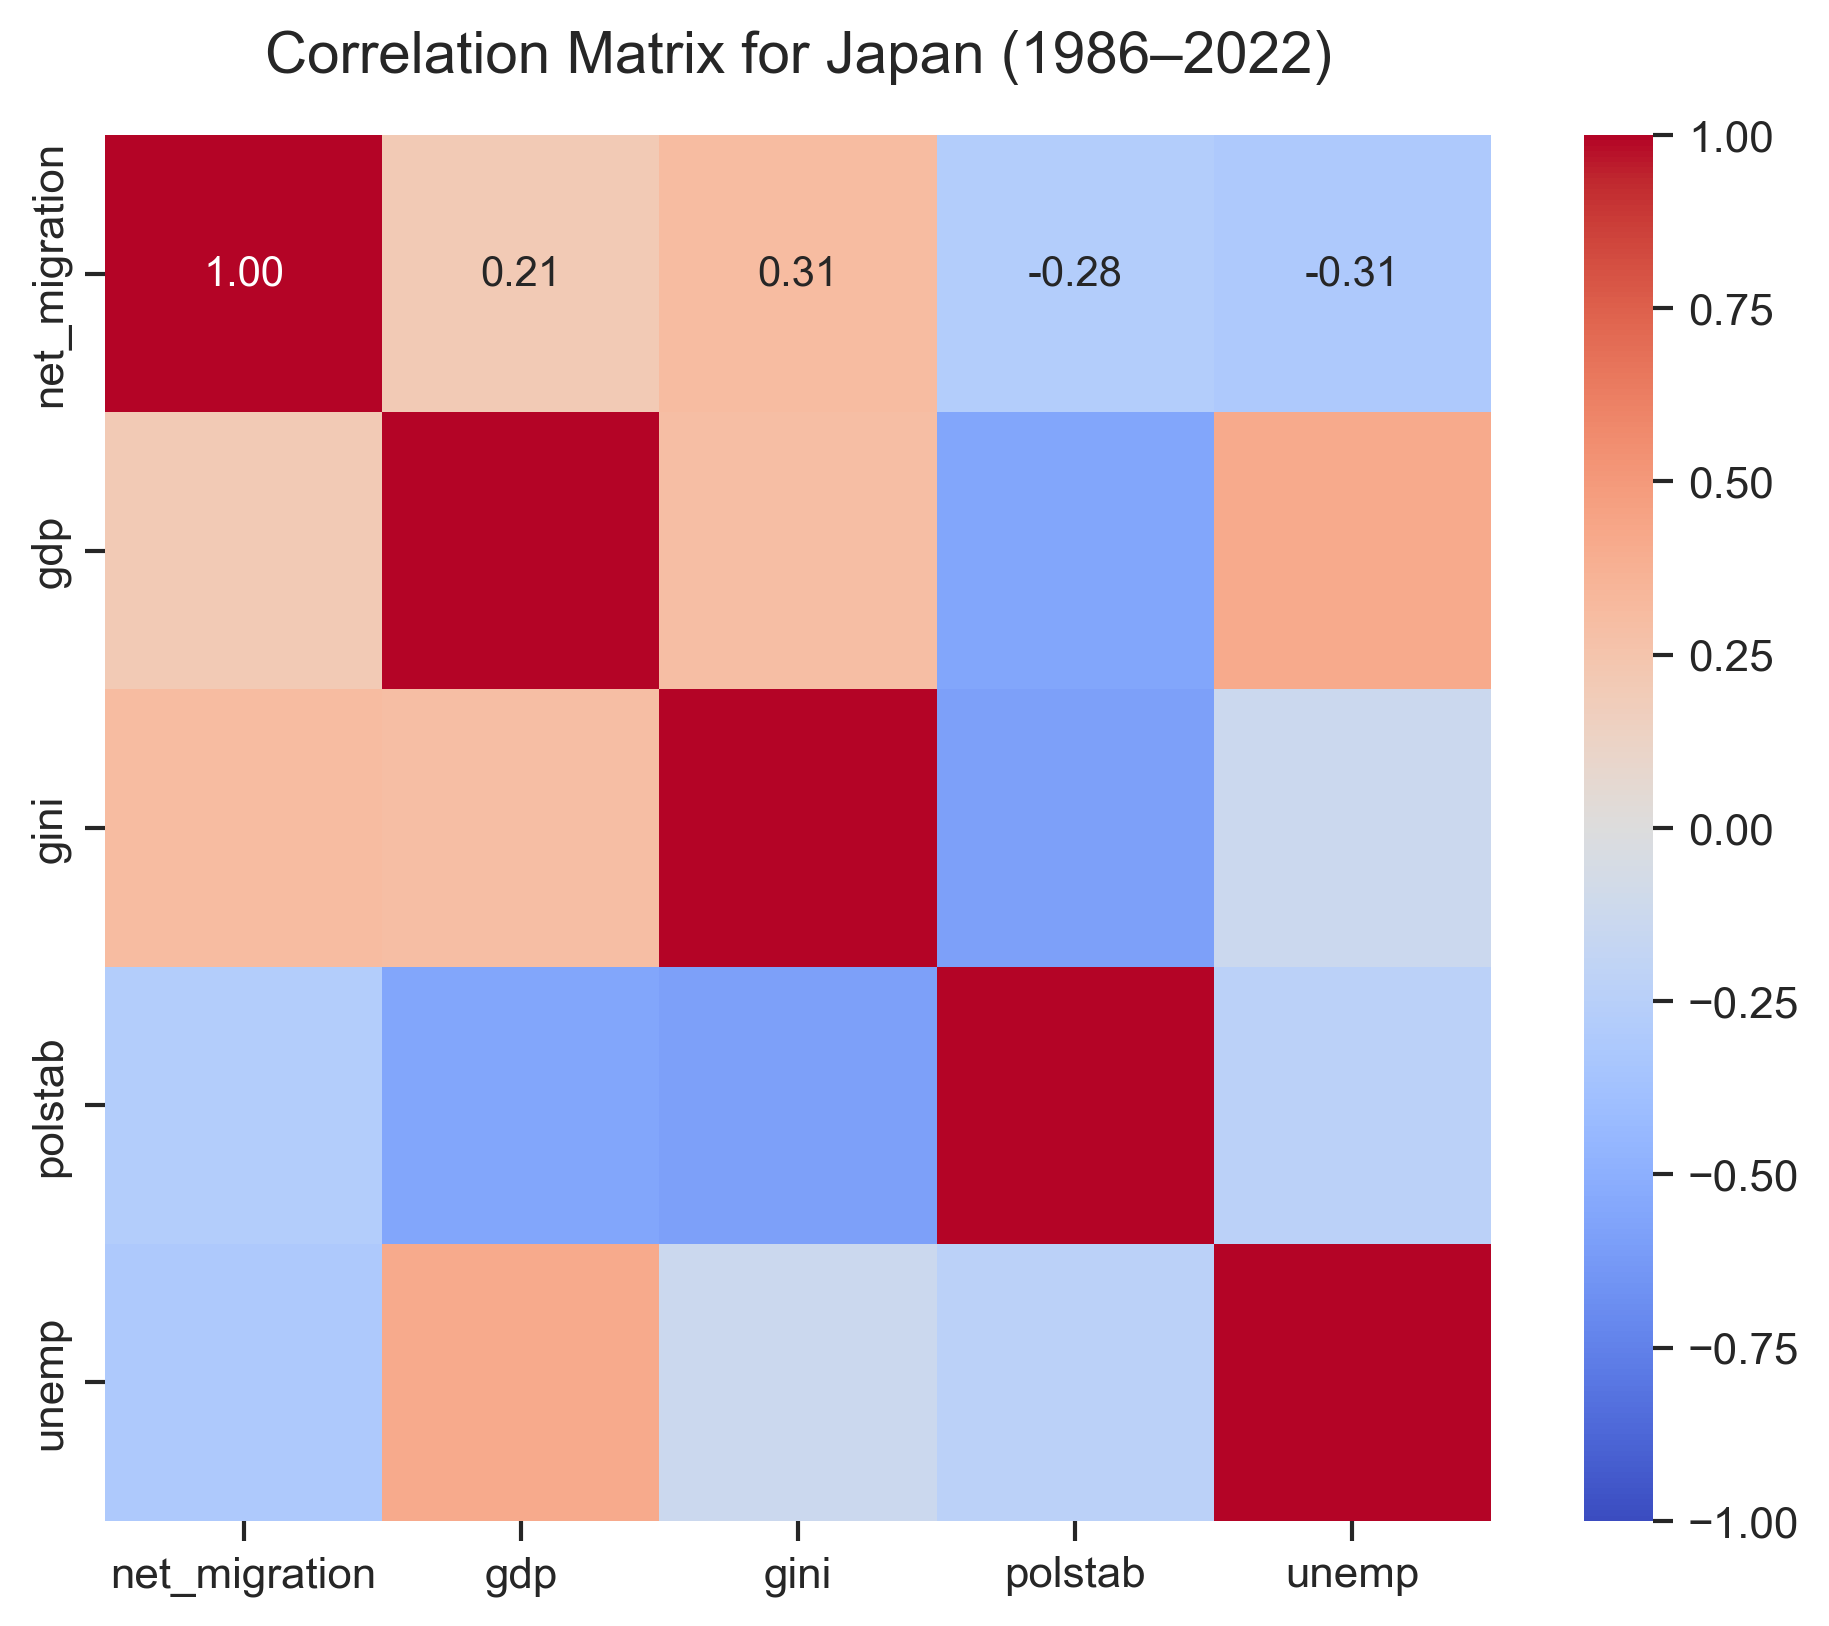 Correlation Matrix for Japan (1986–2022)
net_migration
1.00 0.21 0.31 -0.28 -0.31
gdp
gini
polstab
unemp
net_migration gdp gini polstab unemp
1.00
0.75
0.50
0.25
0.00
−0.25
−0.50
−0.75
−1.00